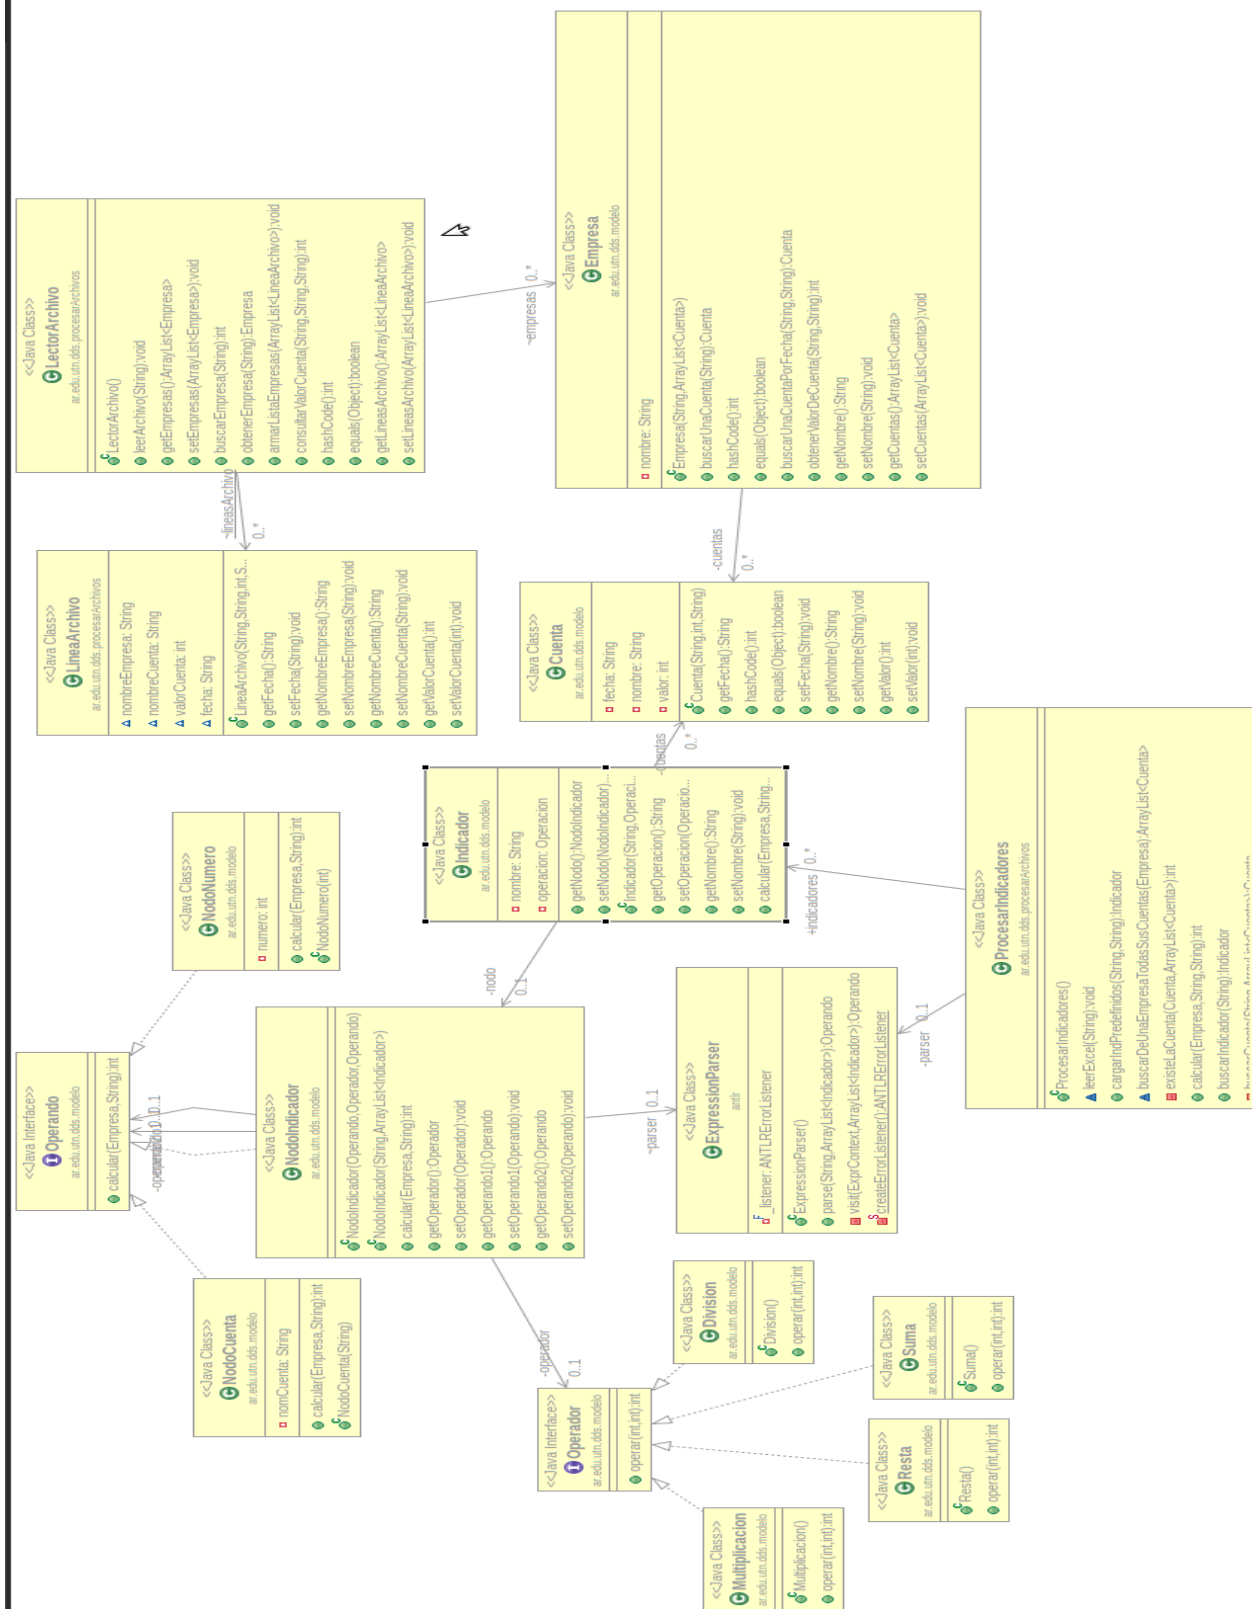 <<Java Class>>
LectorArchivo
ar.edu.utn.dds.procesarArchivos
LectorArchivo()
leerArchivo(String):void
getEmpresas():ArrayList<Empresa>
setEmpresas(ArrayList<Empresa>):void
buscarEmpresa(String):int
obtenerEmpresa(String):Empresa
armarListaEmpresas(ArrayList<LineaArchivo>):void
consultarValorCuenta(String,String,String):int
hashCode():int
equals(Object):boolean
getLineasArchivo():ArrayList<LineaArchivo>
setLineasArchivo(ArrayList<LineaArchivo>):void
~empresas 0..*
<<Java Class>>
Empresa
ar.edu.utn.dds.modelo
nombre: String
Empresa(String,ArrayList<Cuenta>)
buscarUnaCuenta(String):Cuenta
hashCode():int
equals(Object):boolean
buscarUnaCuentaPorFecha(String,String,String):Cuenta
obtenerValorDeCuenta(String,String):int
getNombre():String
setNombre(String):void
getCuentas():ArrayList<Cuenta>
setCuentas(ArrayList<Cuenta>):void
~lineasArchivo
0..*
<<Java Class>>
LineaArchivo
ar.edu.utn.dds.procesarArchivos
nombreEmpresa: String
nombreCuenta: String
valorCuenta: int
fecha: String
LineaArchivo(String,String,int,S...
getFecha():String
setFecha(String):void
getNombreEmpresa():String
setNombreEmpresa(String):void
getNombreCuenta():String
setNombreCuenta(String):void
getValorCuenta():int
setValorCuenta(int):void
-cuentas
0..*
<<Java Class>>
Cuenta
ar.edu.utn.dds.modelo
fecha: String
nombre: String
valor: int
Cuenta(String,int,String)
getFecha():String
hashCode():int
equals(Object):boolean
setFecha(String):void
getNombre():String
setNombre(String):void
getValor():int
setValor(int):void
-cuentas
0..*
<<Java Class>>
NodoNumero
ar.edu.utn.dds.modelo
numero: int
calcular(Empresa,String):int
NodoNumero(int)
<<Java Class>>
Indicador
ar.edu.utn.dds.modelo
nombre: String
operacion: Operacion
getNodo():NodoIndicador
setNodo(NodoIndicador)...
Indicador(String,Operaci...
getOperacion():String
setOperacion(Operacio...
getNombre():String
setNombre(String):void
calcular(Empresa,String...
+indicadores 0..*
<<Java Class>>
ProcesarIndicadores
ar.edu.utn.dds.procesarArchivos
ProcesarIndicadores()
leerExcel(String):void
cargarIndPredefinidos(String,String):Indicador
buscarDeUnaEmpresaTodasSusCuentas(Empresa):ArrayList<Cuenta>
existeLaCuenta(Cuenta,ArrayList<Cuenta>):int
calcular(Empresa,String,String):int
buscarIndicador(String):Indicador
-nodo
0..1
<<Java Interface>>
Operando
ar.edu.utn.dds.modelo
calcular(Empresa,String):int
0..1
<<Java Class>>
NodoIndicador
ar.edu.utn.dds.modelo
NodoIndicador(Operando,Operador,Operando)
NodoIndicador(String,ArrayList<Indicador>)
calcular(Empresa,String):int
getOperador():Operador
setOperador(Operador):void
getOperando1():Operando
setOperando1(Operando):void
getOperando2():Operando
setOperando2(Operando):void
~parser 0..1
-parser 0..1
<<Java Class>>
ExpressionParser
antlr
_listener: ANTLRErrorListener
ExpressionParser()
parse(String,ArrayList<Indicador>):Operando
visit(ExprContext,ArrayList<Indicador>):Operando
createErrorListener():ANTLRErrorListener
<<Java Class>>
NodoCuenta
ar.edu.utn.dds.modelo
nomCuenta: String
calcular(Empresa,String):int
NodoCuenta(String)
-operador
0..1
<<Java Interface>>
Operador
ar.edu.utn.dds.modelo
operar(int,int):int
<<Java Class>>
Division
ar.edu.utn.dds.modelo
Division()
operar(int,int):int
<<Java Class>>
Suma
ar.edu.utn.dds.modelo
Suma()
operar(int,int):int
<<Java Class>>
Resta
ar.edu.utn.dds.modelo
Resta()
operar(int,int):int
<<Java Class>>
Multiplicacion
ar.edu.utn.dds.modelo
Multiplicacion()
operar(int,int):int